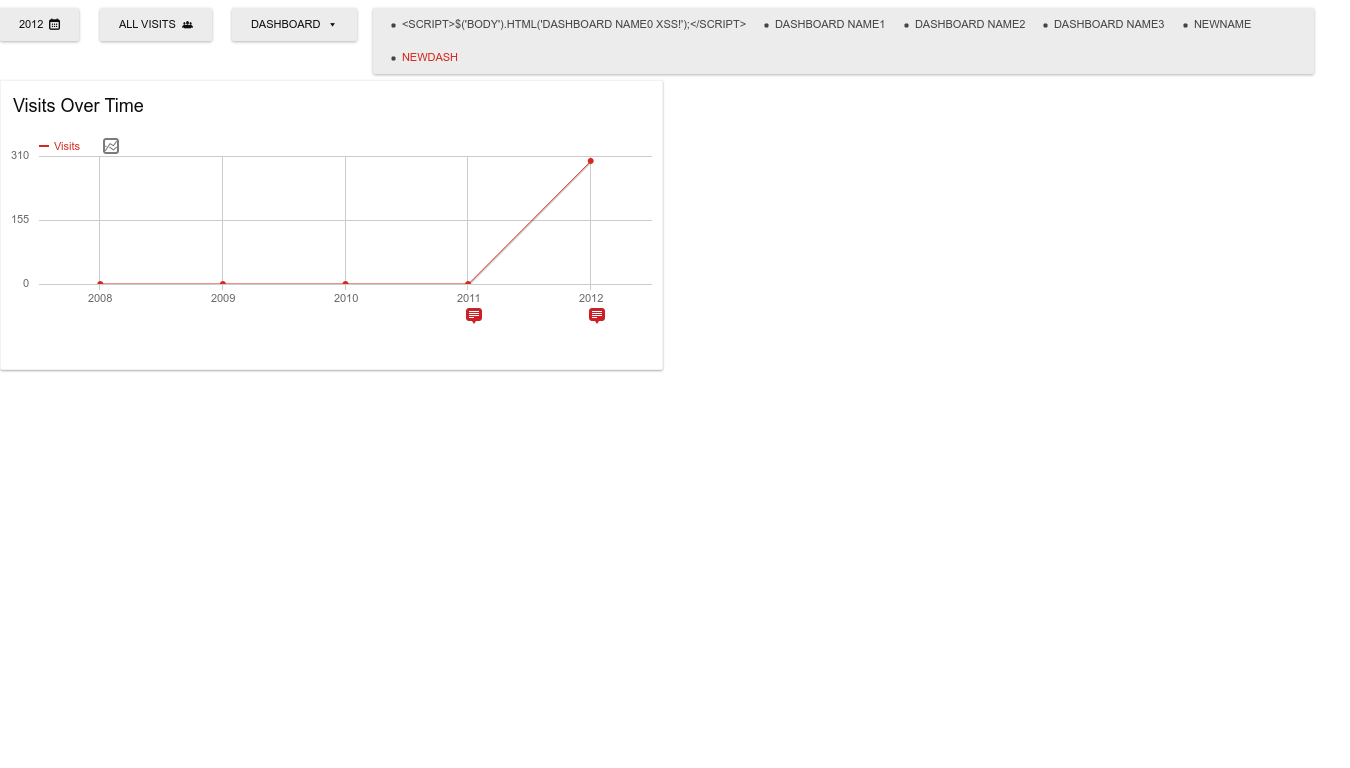 2012
ALL VISITS
DASHBOARD
<SCRIPT>$('BODY').HTML('DASHBOARD NAME0 XSS!');</SCRIPT>
DASHBOARD NAME1
DASHBOARD NAME2
DASHBOARD NAME3
NEWNAME
NEWDASH
Visits Over Time
Visits
310
155
0
2008
2009
2010
2011
2012